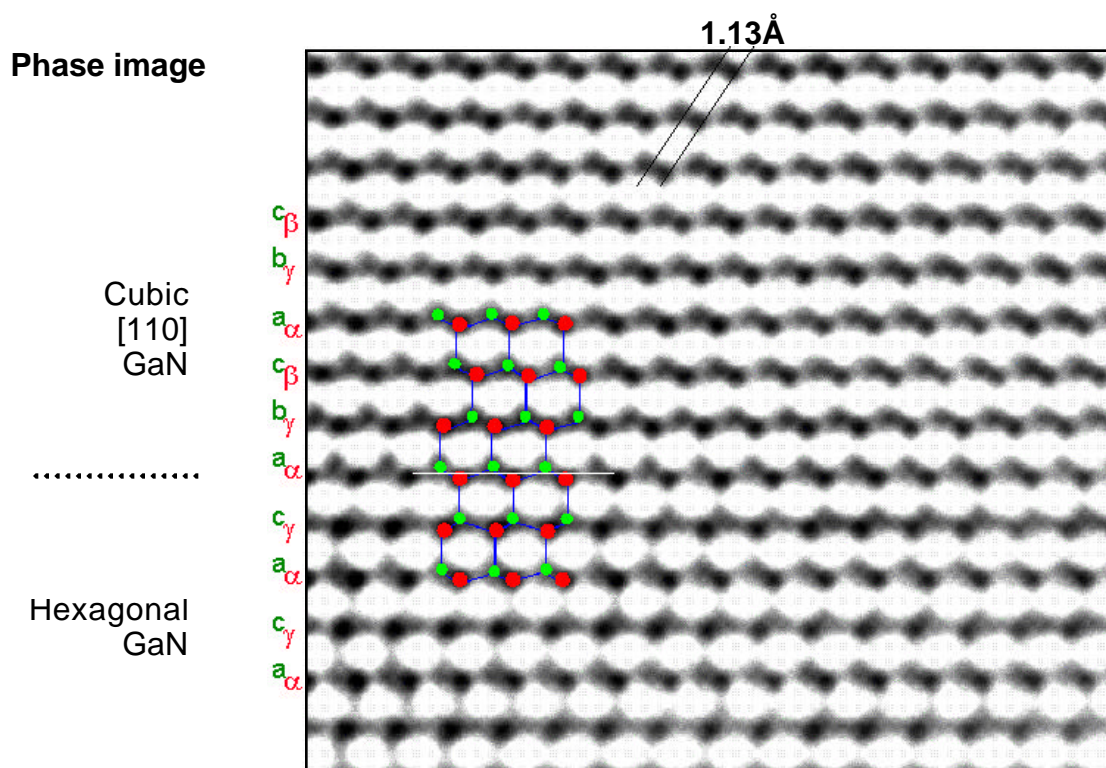 1.13Å
Phase image
cβ
bγ
aα
cβ
bγ
aα
cγ
aα
cγ
aα
Cubic
[110]
GaN
Hexagonal
GaN